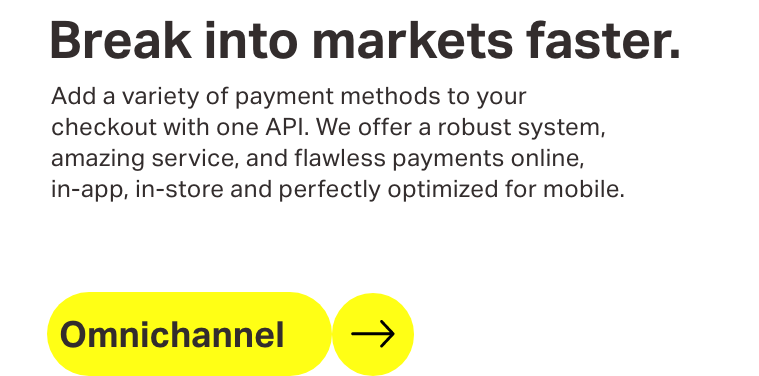 Break into markets faster.
Add a variety of payment methods to your
checkout with one API. We offer a robust system,
amazing service, and flawless payments online,
in-app, in-store and perfectly optimized for mobile.
Omnichannel